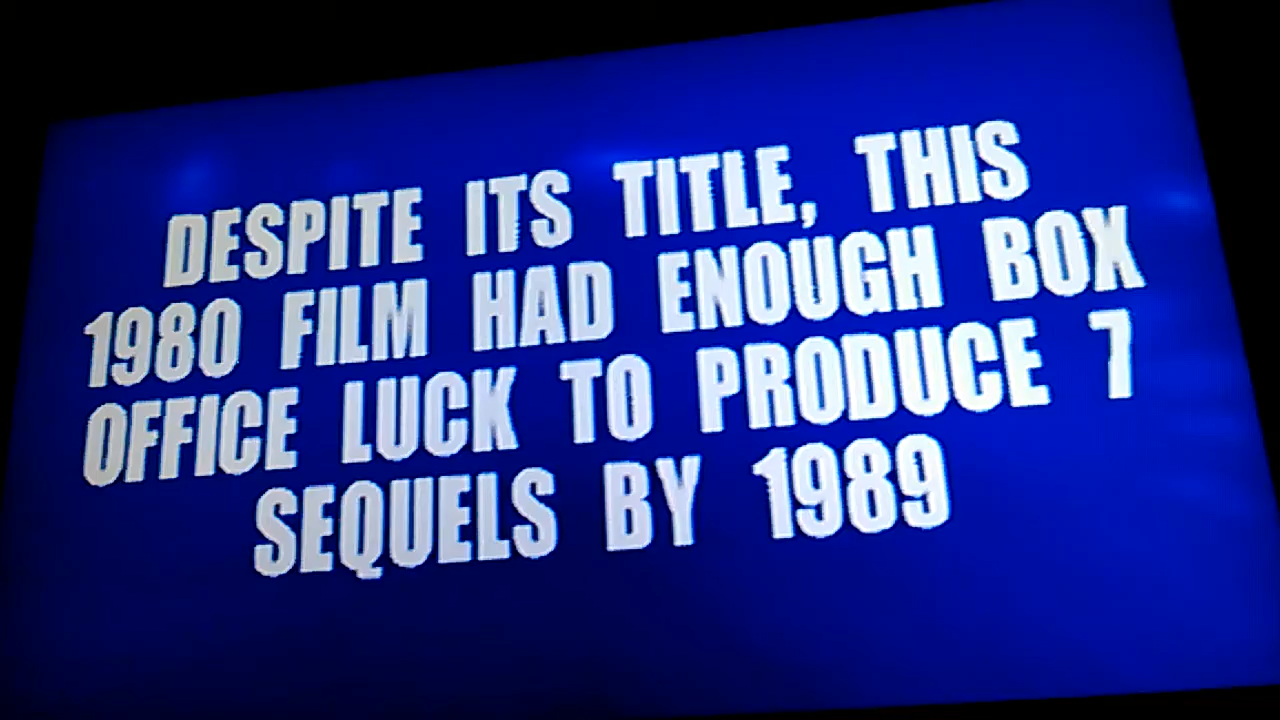 DESPITE ITS TITLE, THIS
1980 FILM HAD ENOUGH BOX
OFFICE LUCK TO PRODUCE 7
SEQUELS BY 1989